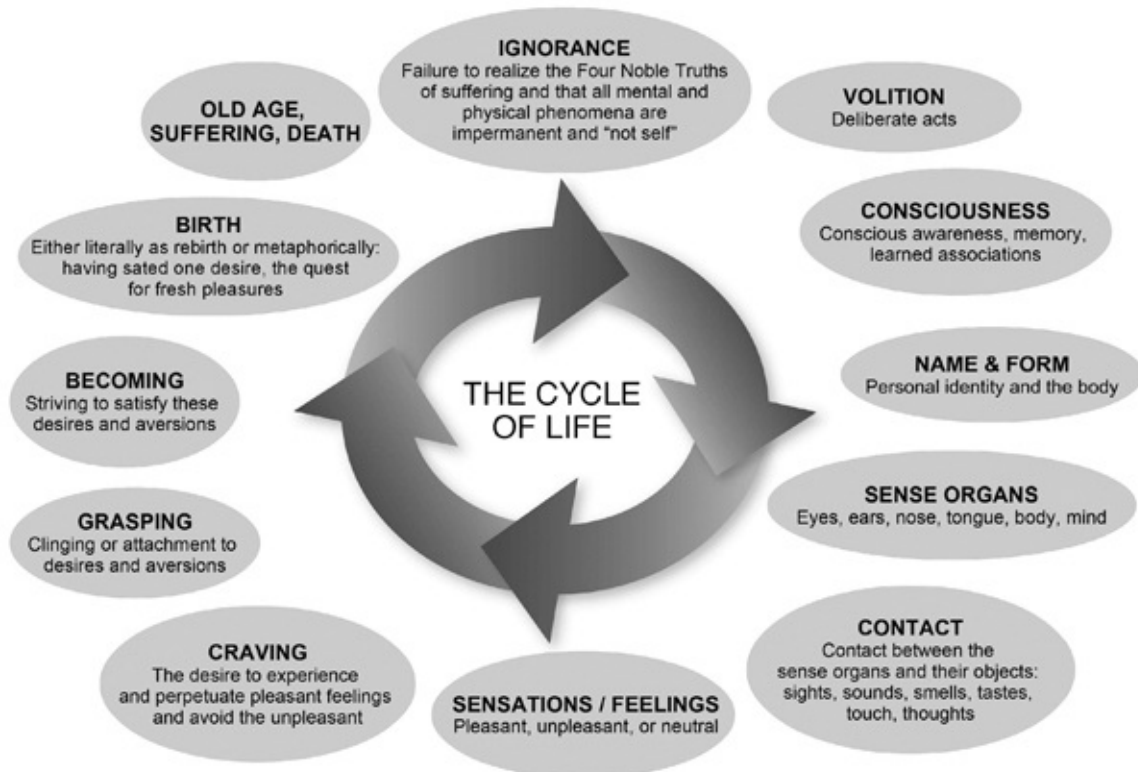 IGNORANCE
Failure to realize the Four Noble Truths
of suffering and that all mental and
physical phenomena are
impermanent and “not self”
VOLITION
Deliberate acts
CONSCIOUSNESS
Conscious awareness, memory,
learned associations
NAME & FORM
Personal identity and the body
SENSE ORGANS
Eyes, ears, nose, tongue, body, mind
CONTACT
Contact between the
sense organs and their objects:
sights, sounds, smells, tastes,
touch, thoughts
SENSATIONS / FEELINGS
Pleasant, unpleasant, or neutral
CRAVING
The desire to experience
and perpetuate pleasant feelings
and avoid the unpleasant
GRASPING
Clinging or attachment to
desires and aversions
BECOMING
Striving to satisfy these
desires and aversions
BIRTH
Either literally as rebirth or metaphorically:
having sated one desire, the quest
for fresh pleasures
OLD AGE,
SUFFERING, DEATH
THE CYCLE
OF LIFE